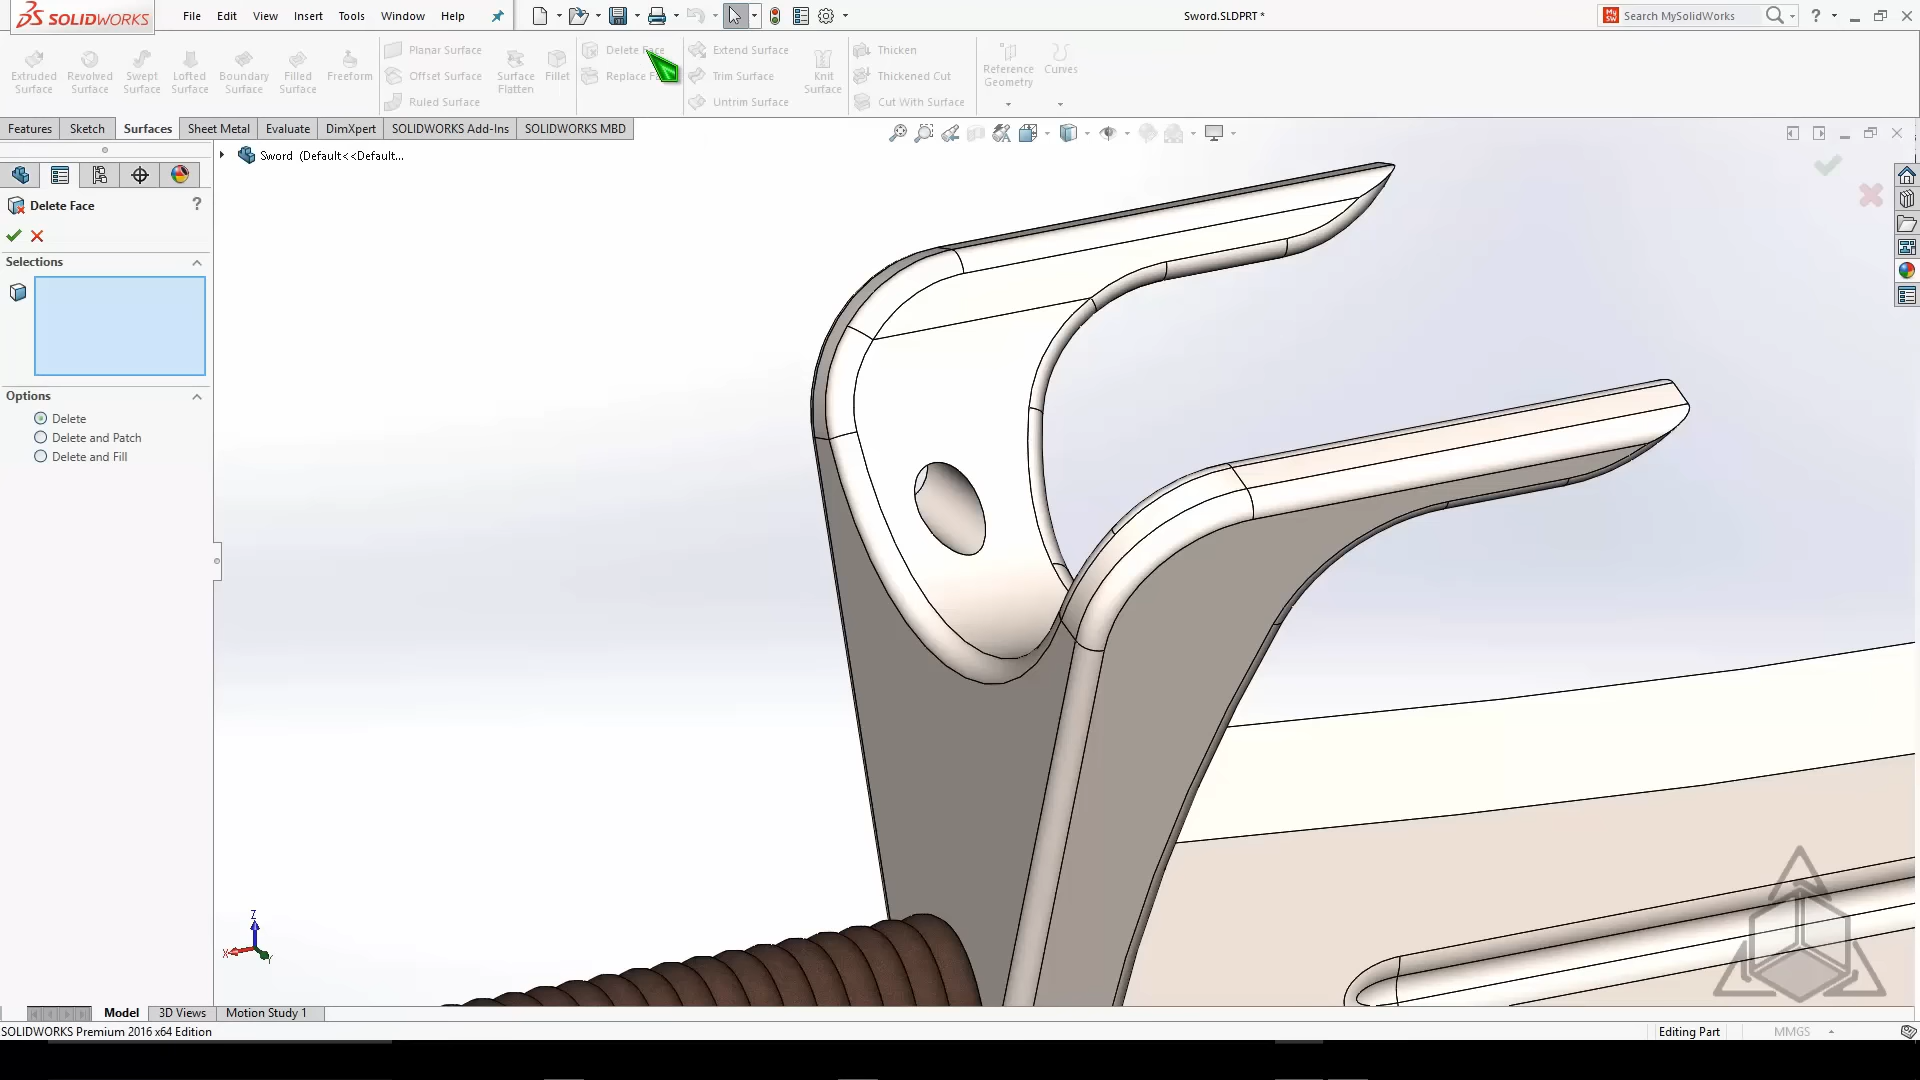 SOLIDWORKS
File Edit View Insert Tools Window Help
Sword.SLDPRT *
Search MySolidWorks
?
Extruded Surface
Revolved Surface
Swept Surface
Lofted Surface
Boundary Surface
Filled Surface
Freeform
Planar Surface
Offset Surface
Ruled Surface
Surface Flatten
Fillet
Delete Face
Replace
Extend Surface
Trim Surface
Untrim Surface
Knit Surface
Thicken
Thickened Cut
Cut With Surface
Reference Geometry
Curves
Features Sketch Surfaces Sheet Metal Evaluate DimXpert SOLIDWORKS Add-Ins SOLIDWORKS MBD
Sword (Default<<Default...
Delete Face ?
Selections
Options
Delete
Delete and Patch
Delete and Fill
Z
X
Y
Model 3D Views Motion Study 1
SOLIDWORKS Premium 2016 x64 Edition
Editing Part
MMGS